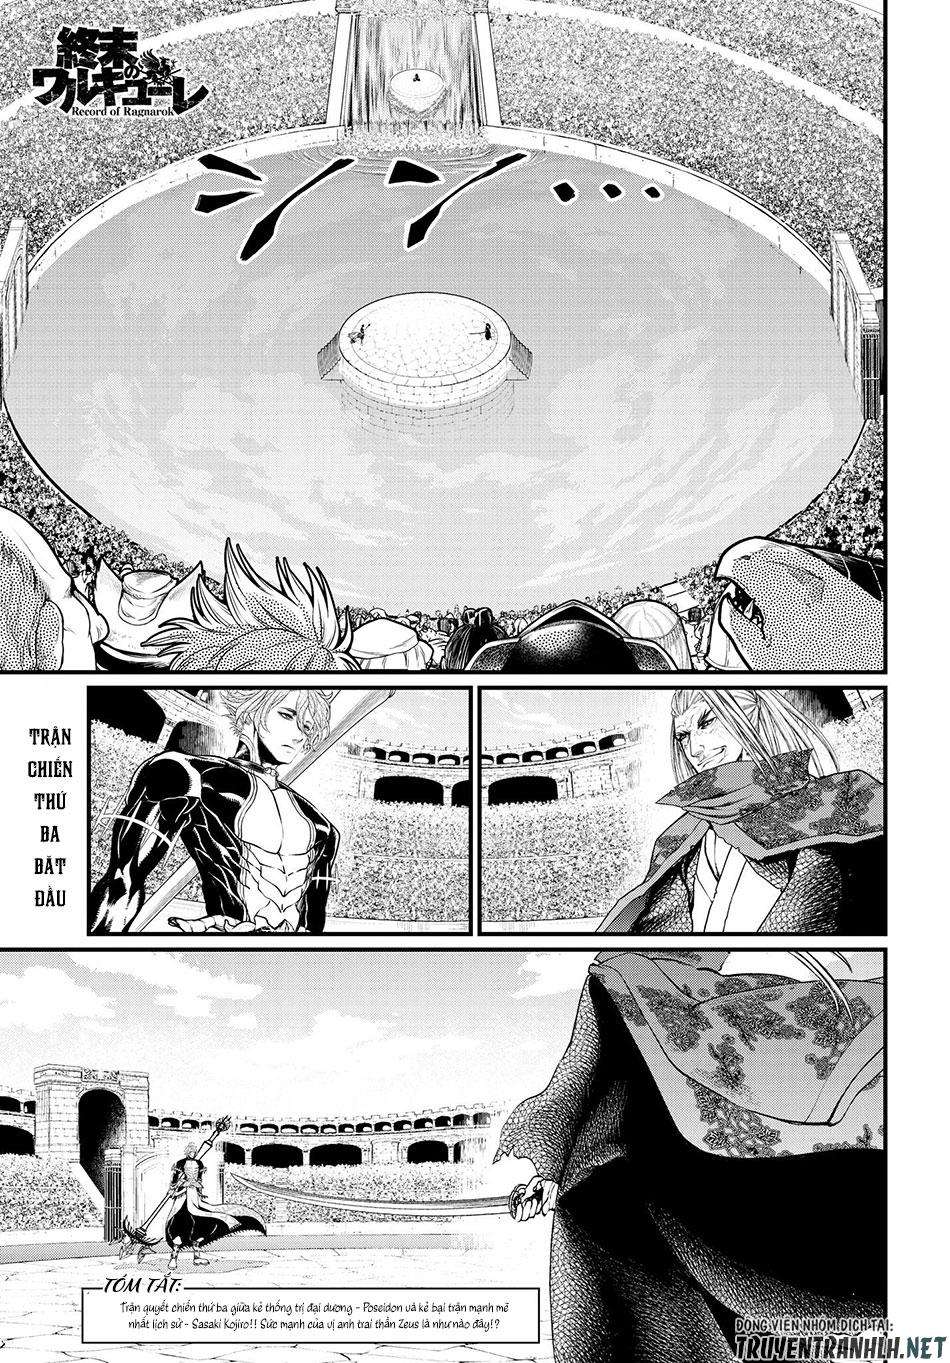 終末の
ワルキューレ
Record of Ragnarok
シン…
TRẬN
CHIẾN
THỨ
BA
BẮT
ĐẦU
TÓM TẮT:
Trận quyết chiến thứ ba giữa kẻ thống trị đại dương - Poseidon và kẻ bại trận mạnh mẽ
nhất lịch sử - Sasaki Kojiro!! Sức mạnh của vị anh trai thần Zeus là như nào đây!?
ĐỘNG VIÊN NHÓM DỊCH TẠI:
TRUYENTRANHLH.NET